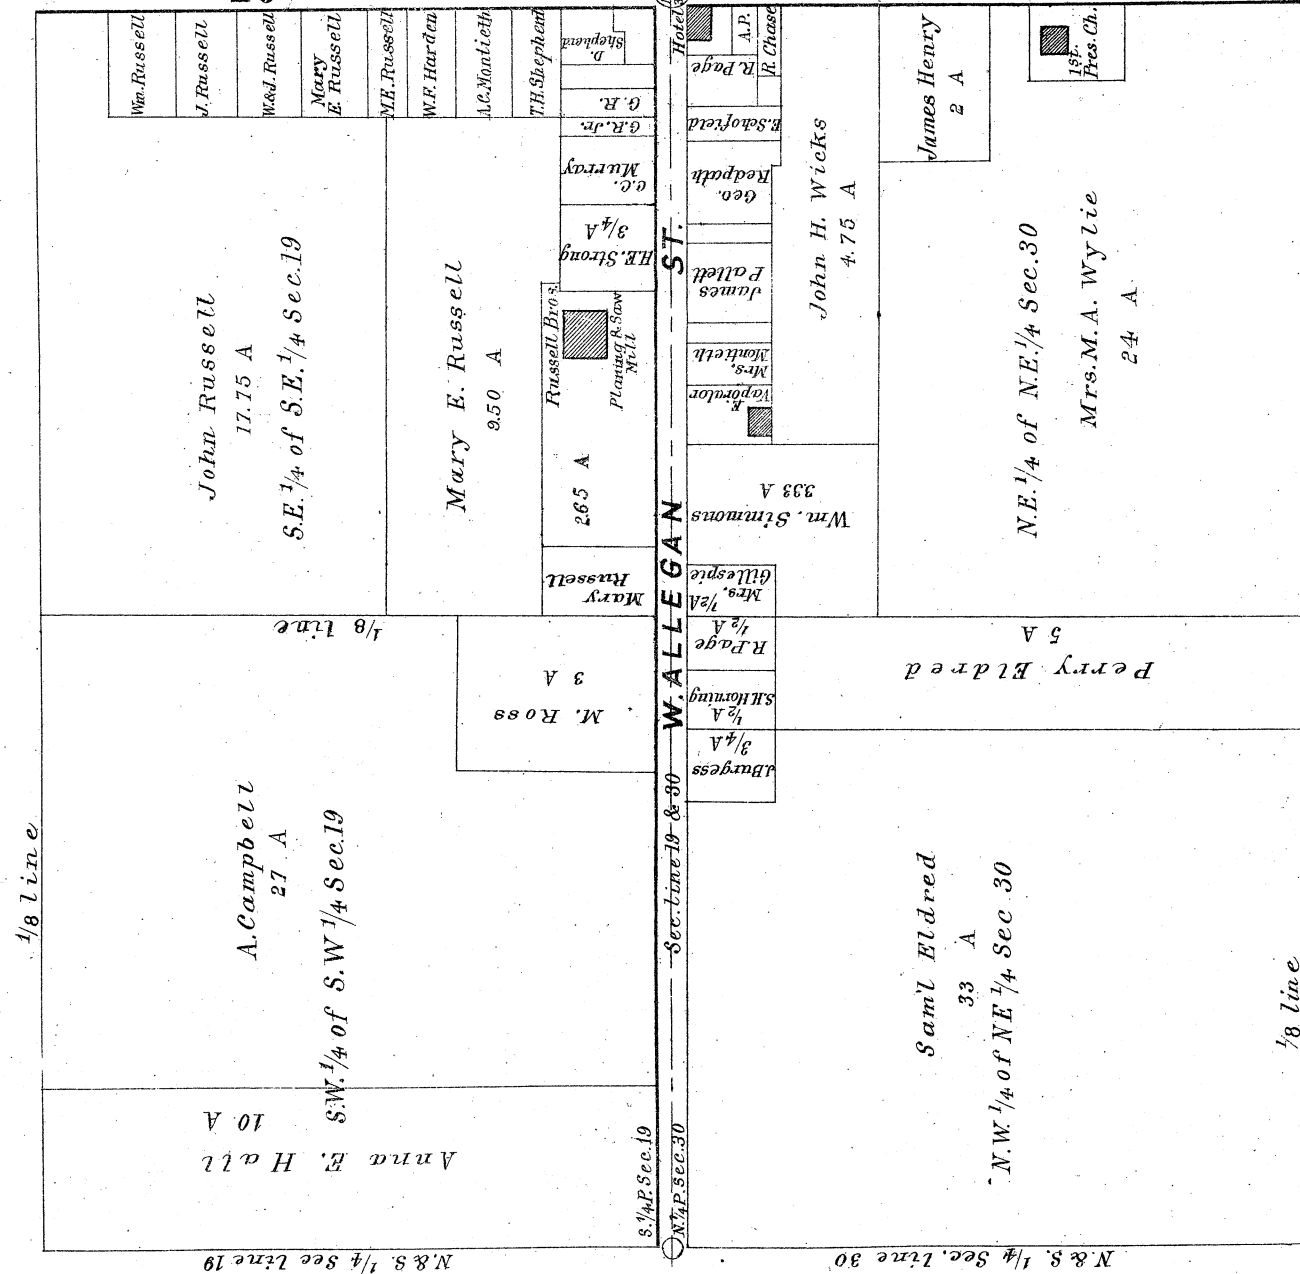 Wm. Russell
J. Russell
W.&J. Russell
Mary
E. Russell
M.E. Russell
W.F. Harden
A.C. Montieth
T.H. Shepherd
D.
Shepherd
G. R.
G.R. Jr.
C.C.
Murray
H.E. Strong
3/4 A
Hotel
A.P.
R. Chase
R. Page
E. Schofield
Geo.
Redpath
James
Pallett
Mrs.
Montieth
E.
Vaporator
James Henry
2 A
1st.
Pres. Ch.
John H. Wicks
4.75 A
John Russell
17.75 A
S.E. 1/4 of S.E. 1/4 Sec. 19
Mary E. Russell
9.50 A
Russell Bros.
Planing & Saw
Mill
2.65 A
Mary
Russell
W. ALLEGAN ST.
Wm. Simmons
3.33 A
N.E. 1/4 of N.E. 1/4 Sec. 30
Mrs. M.A. Wylie
24 A
Mrs. 1/2 A
Gillespie
R. Page
1/2 A
S.H. Horning
1/2 A
J. Burgess
3/4 A
Perry Eldred
5 A
1/8 line
M. Ross
3 A
1/8 line
A. Campbell
27 A
S.W. 1/4 of S.W 1/4 Sec. 19
Sec. line 19 & 30
Sam'l Eldred
33 A
N.W. 1/4 of NE 1/4 Sec 30
1/8 line
Anna E. Hall
10 A
S. 1/4 P. Sec. 19
N. 1/4 P. Sec. 30
N. & S. 1/4 Sec line 19
N. & S. 1/4 Sec. line 30